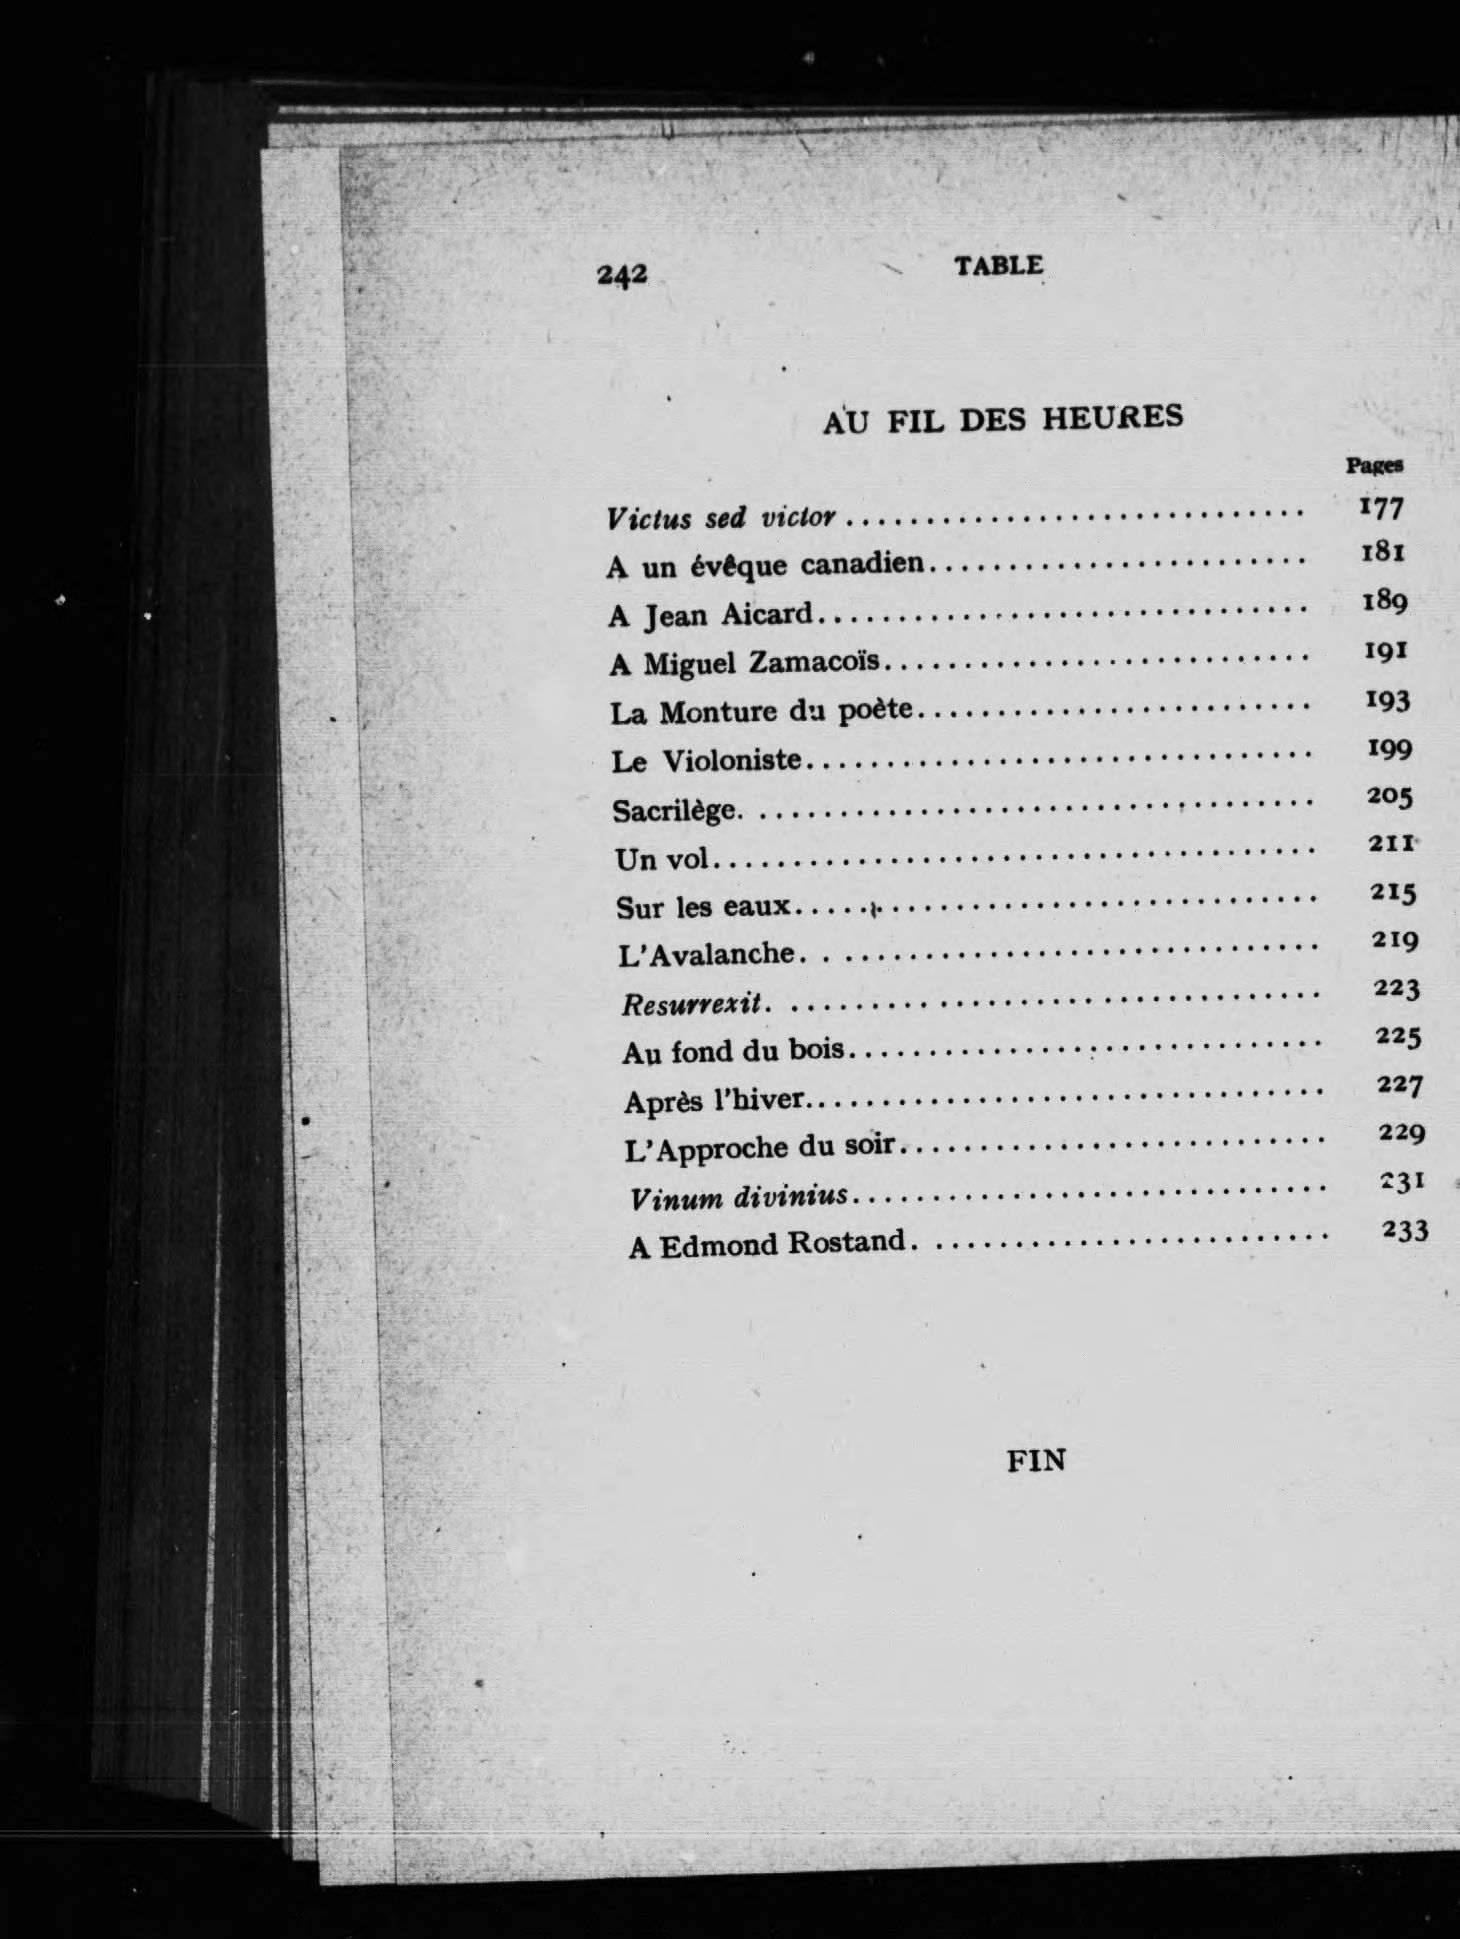 242 TABLE
AU FIL DES HEURES
Pages
Victus sed victor .............................. 177
A un évêque canadien........................ 181
A Jean Aicard............................... 189
A Miguel Zamacoïs........................... 191
La Monture du poète......................... 193
Le Violoniste................................ 199
Sacrilège. ................................... 205
Un vol...................................... 211
Sur les eaux................................. 215
L'Avalanche. ................................ 219
Resurrexit. .................................. 223
Au fond du bois.............................. 225
Après l'hiver................................. 227
L'Approche du soir........................... 229
Vinum divinius.............................. 231
A Edmond Rostand. ......................... 233
FIN